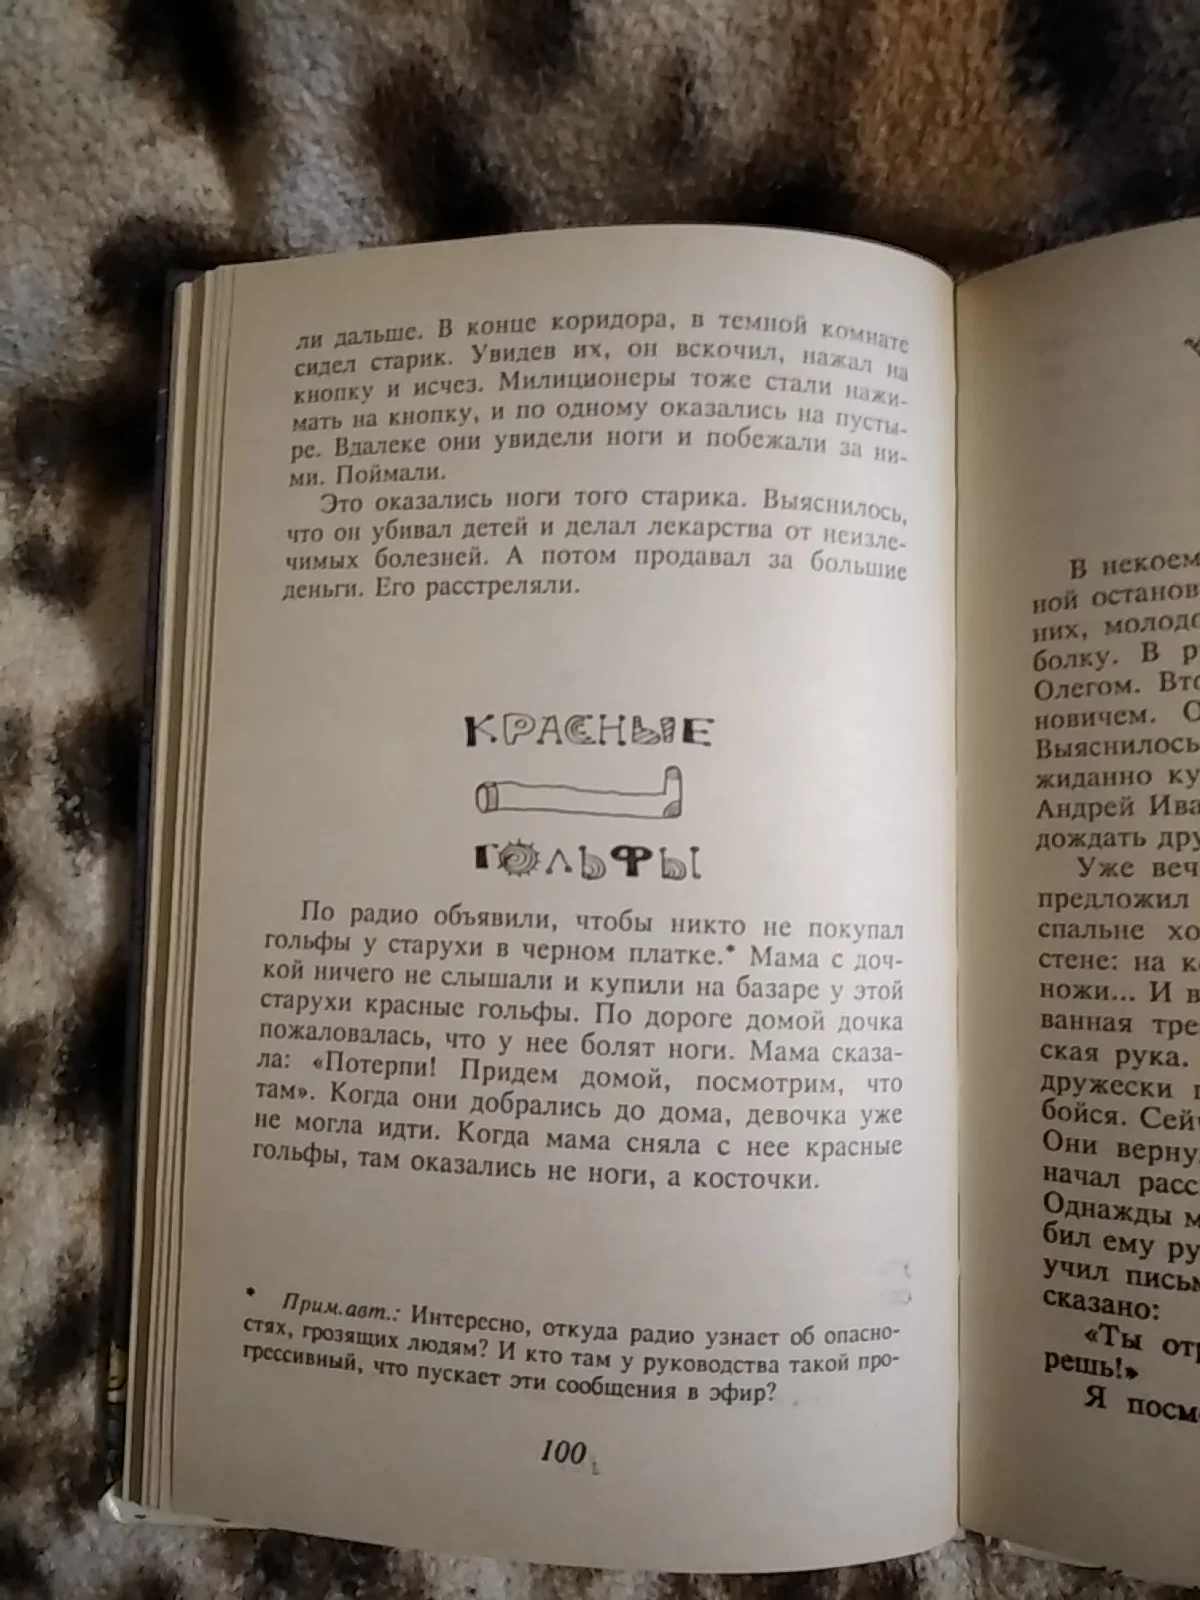 ли дальше. В конце коридора, в темной комнате
сидел старик. Увидев их, он вскочил, нажал на
кнопку и исчез. Милиционеры тоже стали нажи-
мать на кнопку, и по одному оказались на пусты-
ре. Вдалеке они увидели ноги и побежали за ни-
ми. Поймали.
Это оказались ноги того старика. Выяснилось,
что он убивал детей и делал лекарства от неизле-
чимых болезней. А потом продавал за большие
деньги. Его расстреляли.
КРАСНЫЕ
ГОЛЬФЫ
По радио объявили, чтобы никто не покупал
гольфы у старухи в черном платке.* Мама с доч-
кой ничего не слышали и купили на базаре у этой
старухи красные гольфы. По дороге домой дочка
пожаловалась, что у нее болят ноги. Мама сказа-
ла: «Потерпи! Придем домой, посмотрим, что
там». Когда они добрались до дома, девочка уже
не могла идти. Когда мама сняла с нее красные
гольфы, там оказались не ноги, а косточки.
* Прим.авт.: Интересно, откуда радио узнает об опасно-
стях, грозящих людям? И кто там у руководства такой про-
грессивный, что пускает эти сообщения в эфир?
100
В некоем
ной останов
них, молодо
болку. В р
Олегом. Вто
новичем. О
Выяснилось
жиданно ку
Андрей Ива
дождать дру
Уже веч
предложил
спальне хо
стене: на к
ножи... И в
ванная тре
ская рука.
дружески п
бойся. Сейч
Они верну
начал расс
Однажды м
бил ему ру
учил письм
сказано:
«Ты отр
решь!»
Я посм